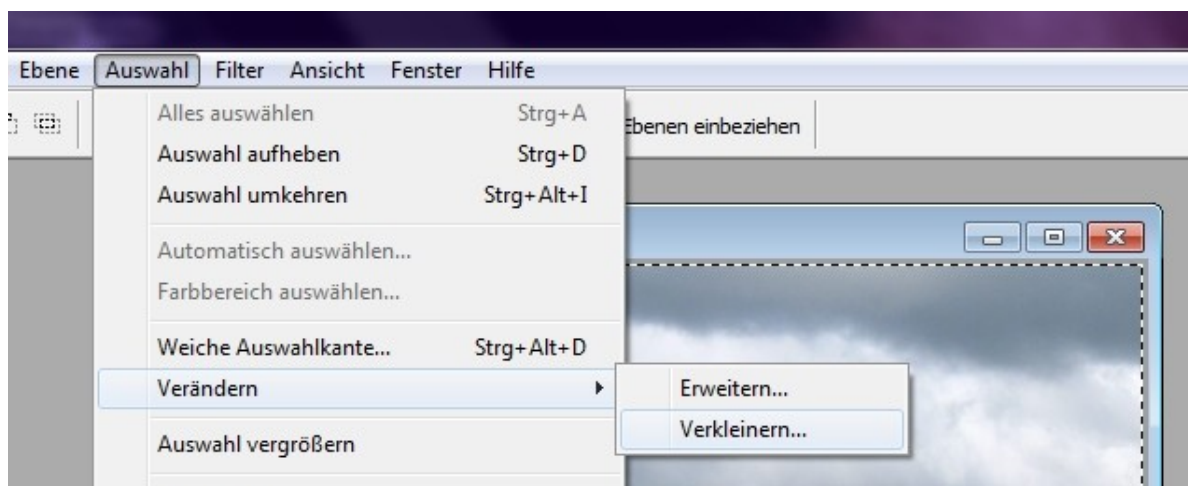 Ebene Auswahl Filter Ansicht Fenster Hilfe
Alles auswählen Strg+A
Ebenen einbeziehen
Auswahl aufheben Strg+D
Auswahl umkehren Strg+Alt+I
Automatisch auswählen...
Farbbereich auswählen...
Weiche Auswahlkante... Strg+Alt+D
Verändern
Erweitern...
Verkleinern...
Auswahl vergrößern